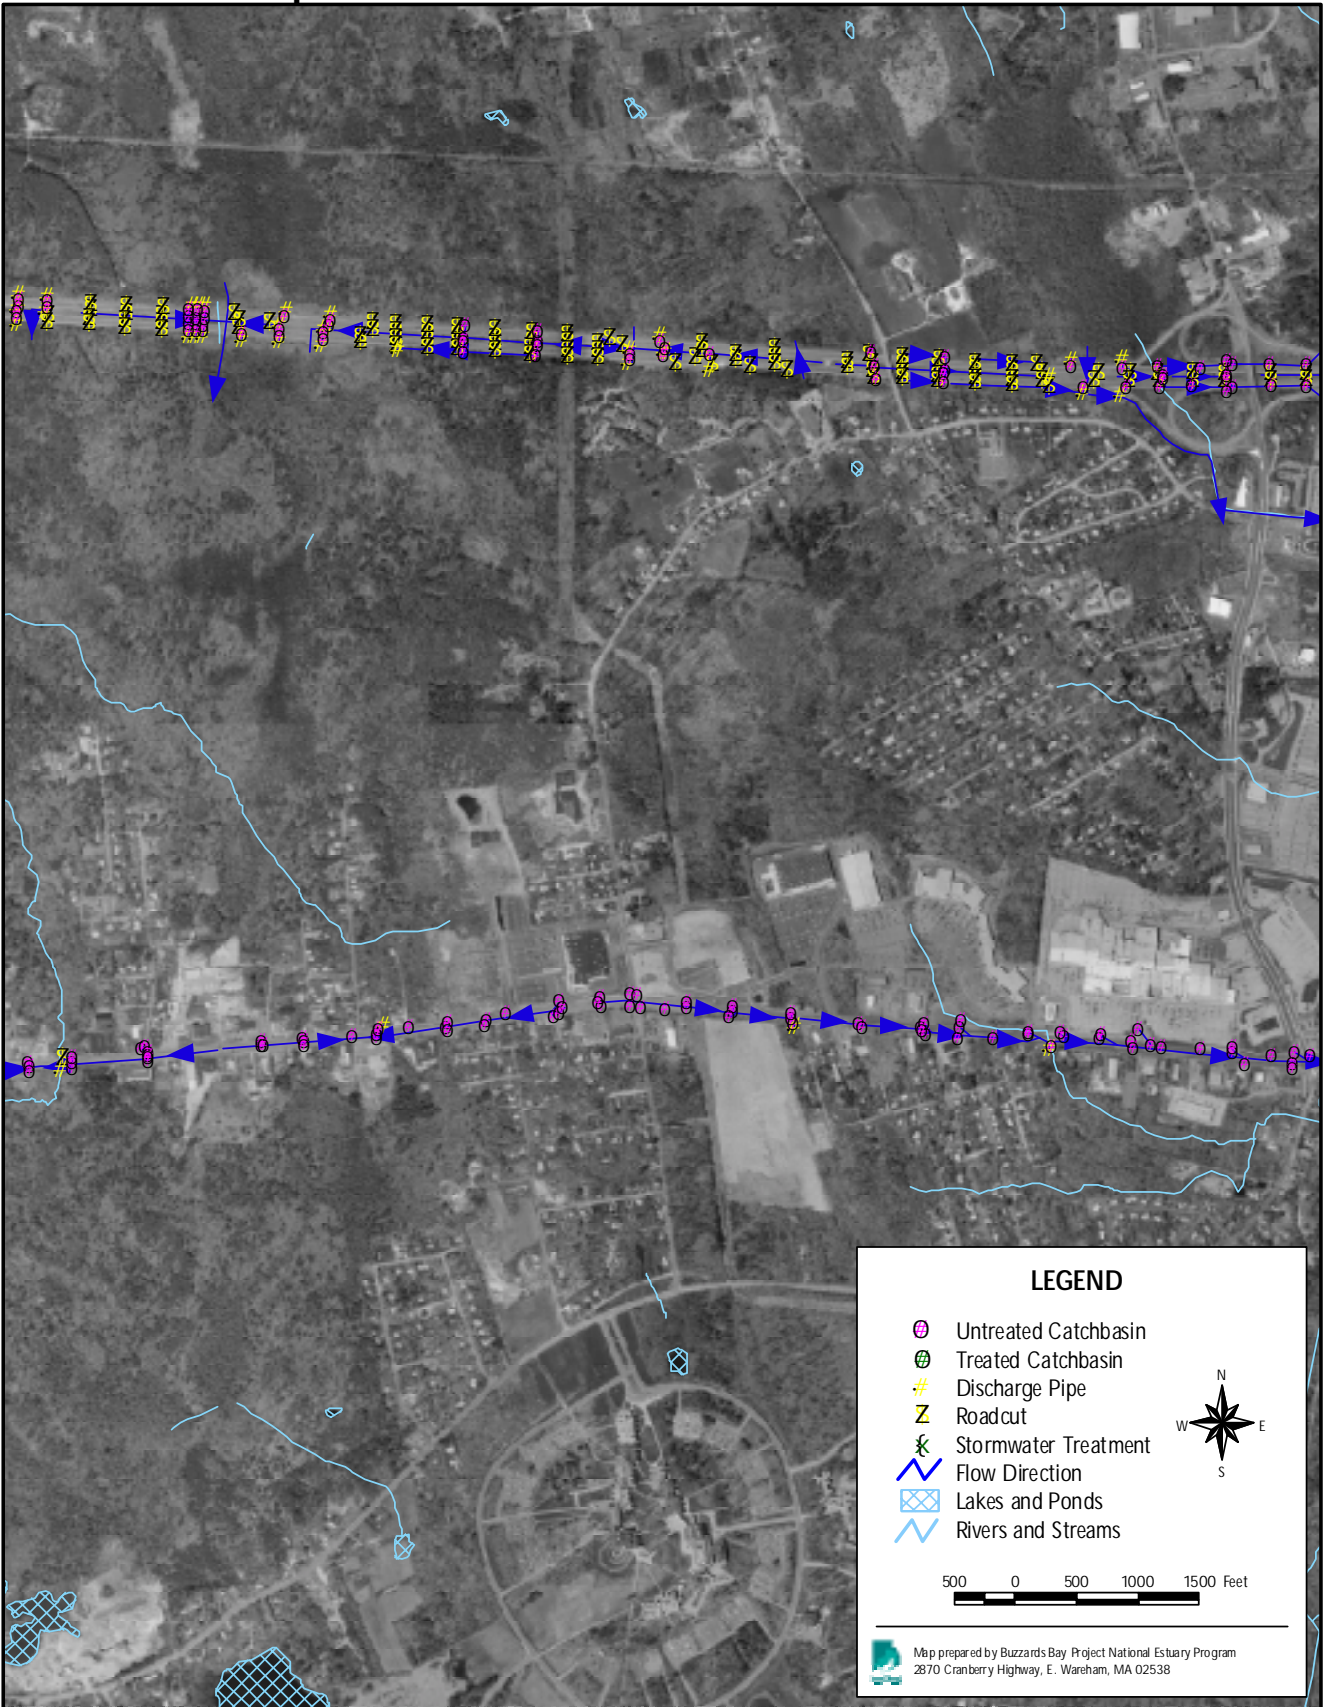 LEGEND
Untreated Catchbasin
Treated Catchbasin
Discharge Pipe
Roadcut
Stormwater Treatment
Flow Direction
Lakes and Ponds
Rivers and Streams
N
W E
S
500 0 500 1000 1500 Feet
Map prepared by Buzzards Bay Project National Estuary Program
2870 Cranberry Highway, E. Wareham, MA 02538